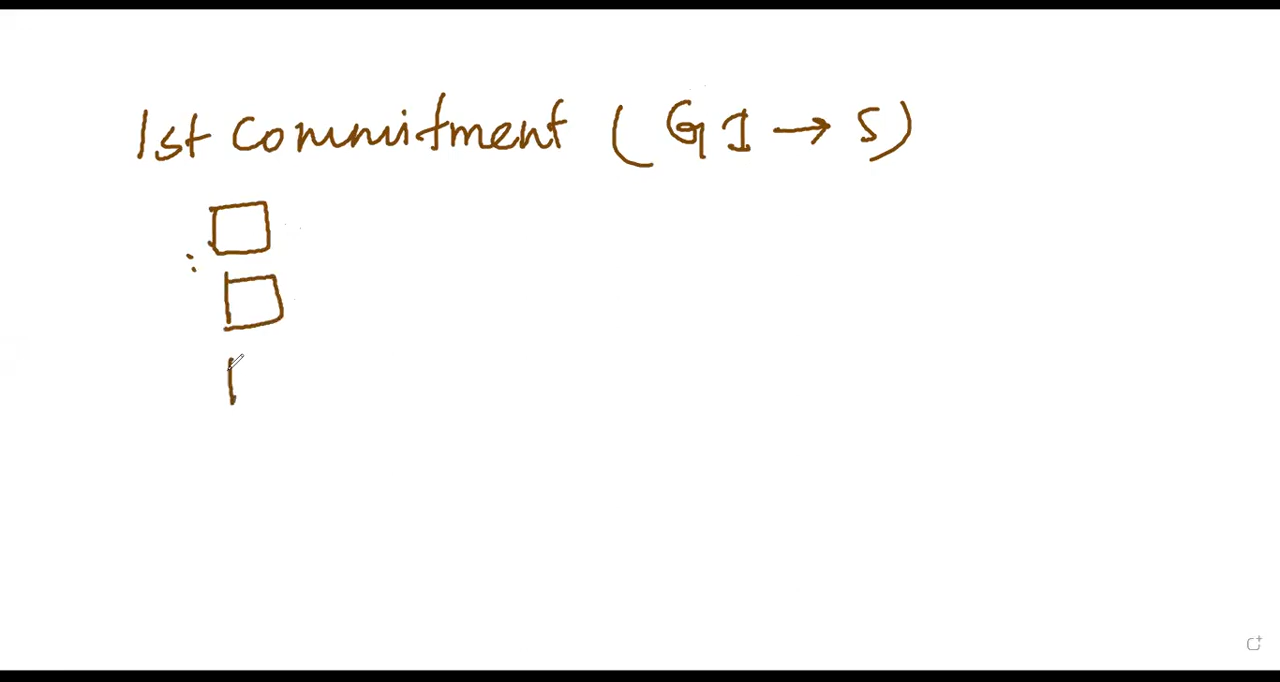 1st Commitment ( G1 → S )